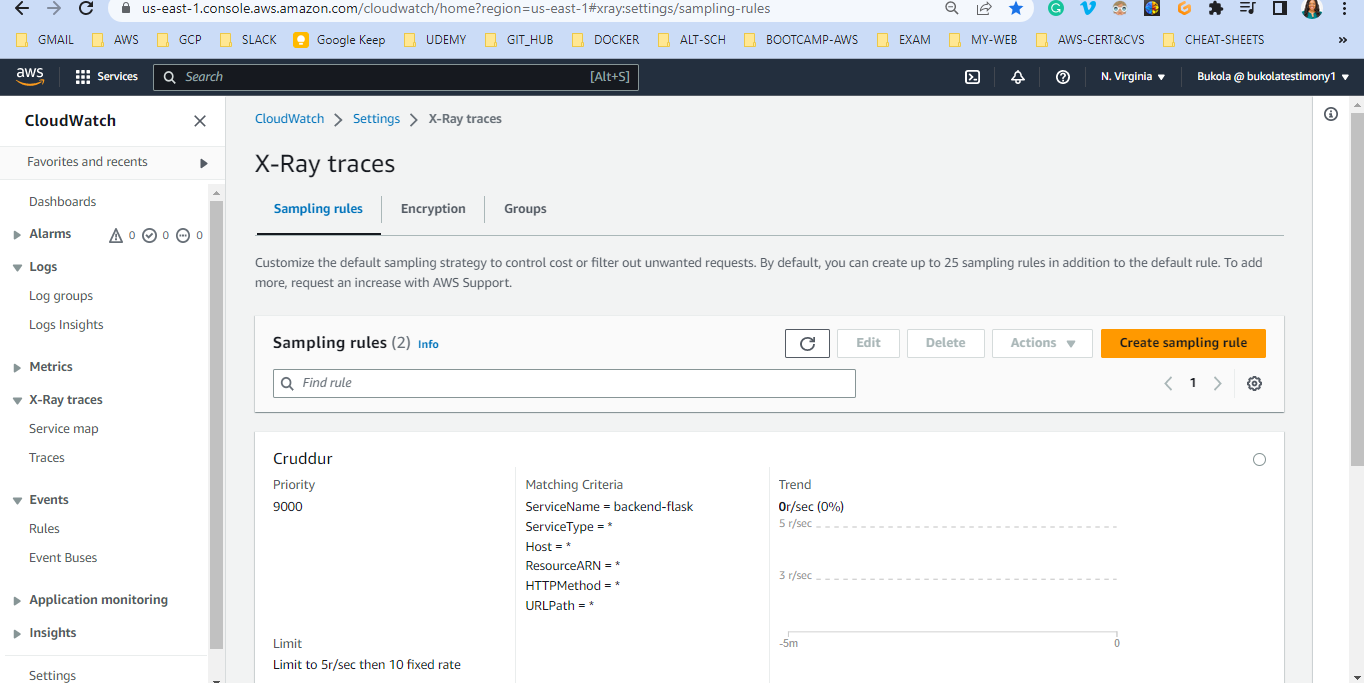 us-east-1.console.aws.amazon.com/cloudwatch/home?region=us-east-1#xray:settings/sampling-rules
GMAIL AWS GCP SLACK Google Keep UDEMY GIT_HUB DOCKER ALT-SCH BOOTCAMP-AWS EXAM MY-WEB AWS-CERT&CVS CHEAT-SHEETS »
aws Services Search [Alt+S] N. Virginia Bukola @ bukolatestimony1
CloudWatch
Favorites and recents
Dashboards
Alarms 0 0 0
Logs
Log groups
Logs Insights
Metrics
X-Ray traces
Service map
Traces
Events
Rules
Event Buses
Application monitoring
Insights
Settings
CloudWatch Settings X-Ray traces
X-Ray traces
Sampling rules Encryption Groups
Customize the default sampling strategy to control cost or filter out unwanted requests. By default, you can create up to 25 sampling rules in addition to the default rule. To add
more, request an increase with AWS Support.
Sampling rules (2) Info Edit Delete Actions Create sampling rule
Find rule 1
Cruddur
Priority
9000
Limit
Limit to 5r/sec then 10 fixed rate
Matching Criteria
ServiceName = backend-flask
ServiceType = *
Host = *
ResourceARN = *
HTTPMethod = *
URLPath = *
Trend
0r/sec (0%)
5 r/sec
3 r/sec
-5m 0